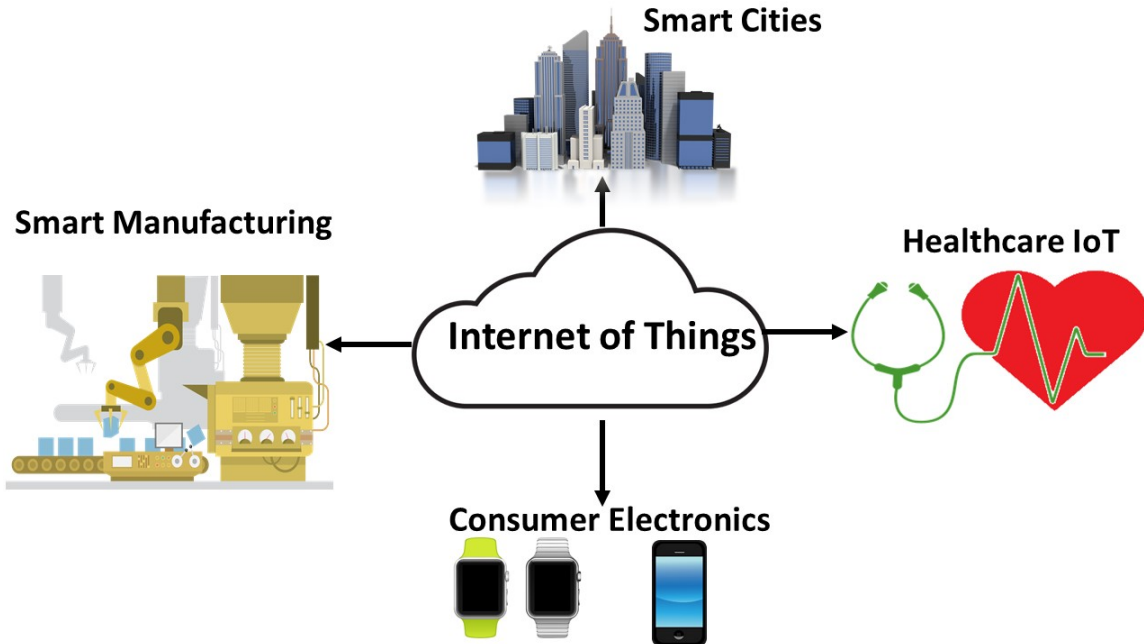 Smart Cities
Smart Manufacturing
Healthcare IoT
Internet of Things
Consumer Electronics